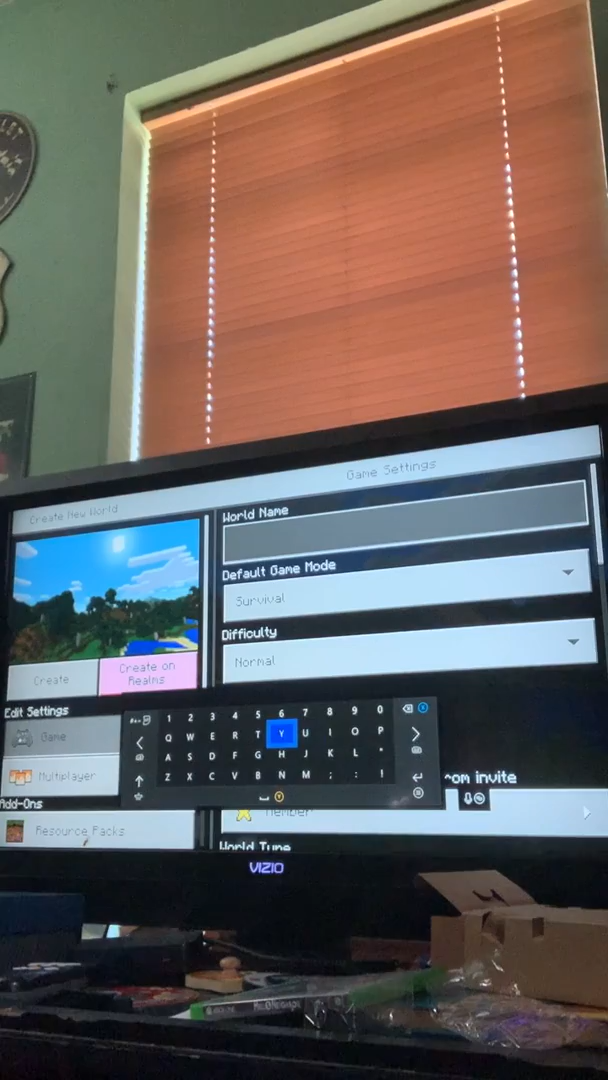 Create New World
Game Settings
World Name
Default Game Mode
Survival
Difficulty
Normal
Create
Create on
Realms
Edit Settings
Game
Multiplayer
Add-Ons
Resource Packs
1 2 3 4 5 6 7 8 9 0
Q W E R T Y U I O P
A S D F G H J K L
Z X C V B N M ; : !
om invite
Member
World Type
VIZIO